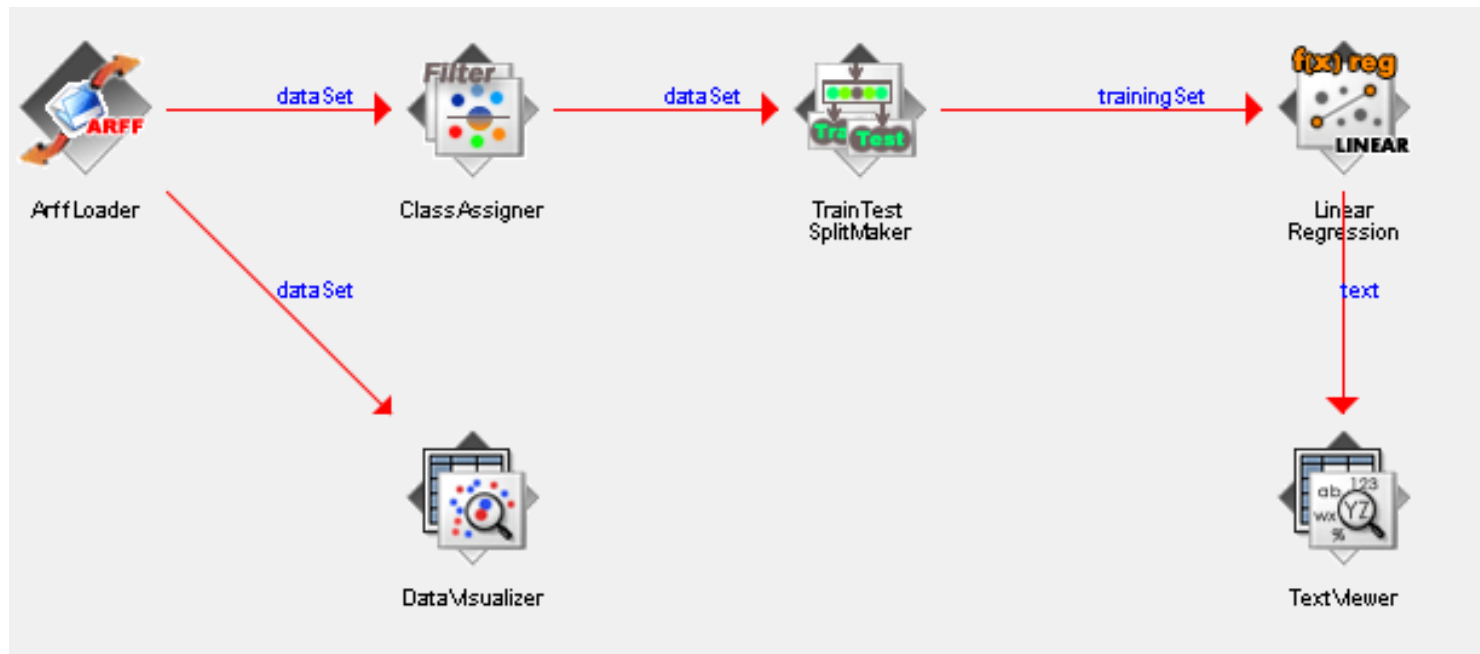 Filter
f(x) reg
dataSet
dataSet
trainingSet
ARFF
Tra
Test
LINEAR
ArffLoader
ClassAssigner
TrainTest
SplitMaker
Linear
Regression
dataSet
text
ab 123
wx YZ
%
DataVisualizer
TextViewer